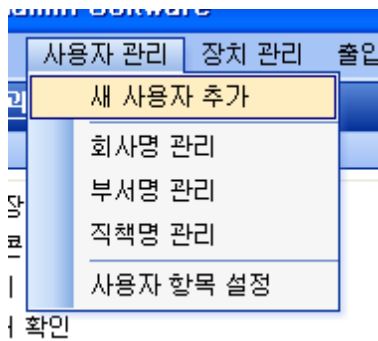 사용자 관리 장치 관리 출입
새 사용자 추가
회사명 관리
부서명 관리
직책명 관리
사용자 항목 설정
확인